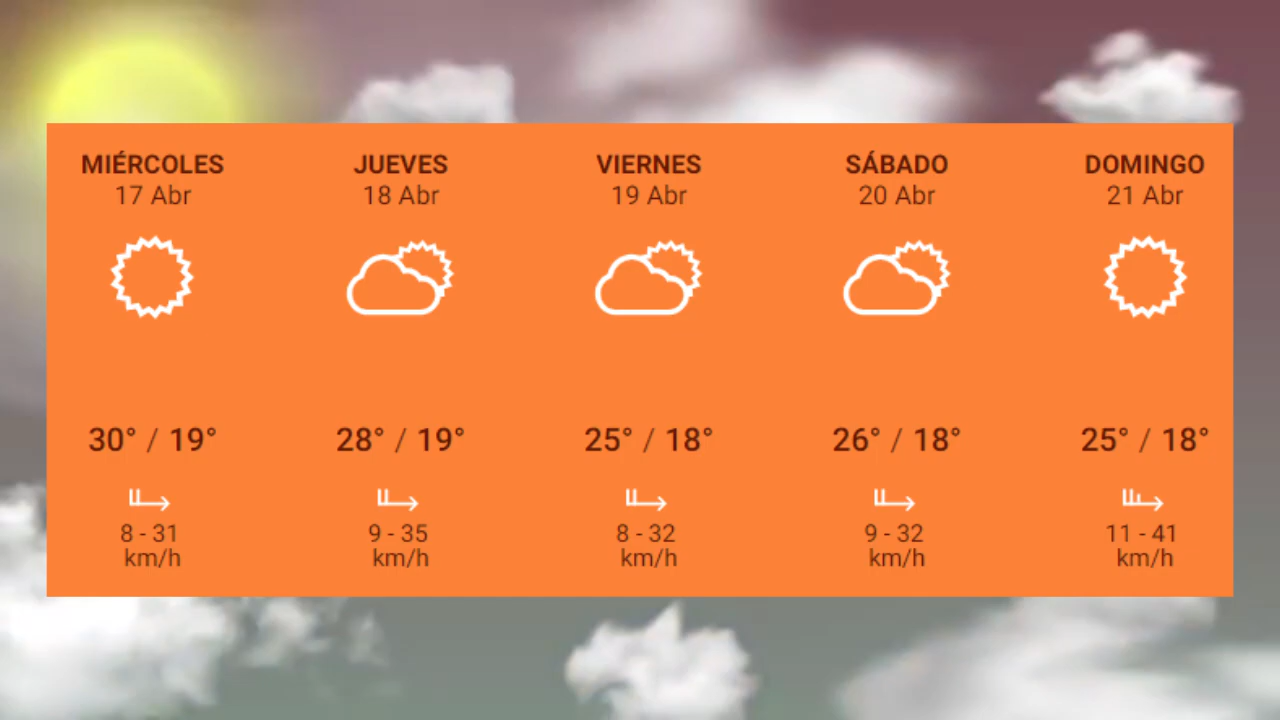 MIÉRCOLES
17 Abr
30° / 19°
8 - 31
km/h
JUEVES
18 Abr
28° / 19°
9 - 35
km/h
VIERNES
19 Abr
25° / 18°
8 - 32
km/h
SÁBADO
20 Abr
26° / 18°
9 - 32
km/h
DOMINGO
21 Abr
25° / 18°
11 - 41
km/h